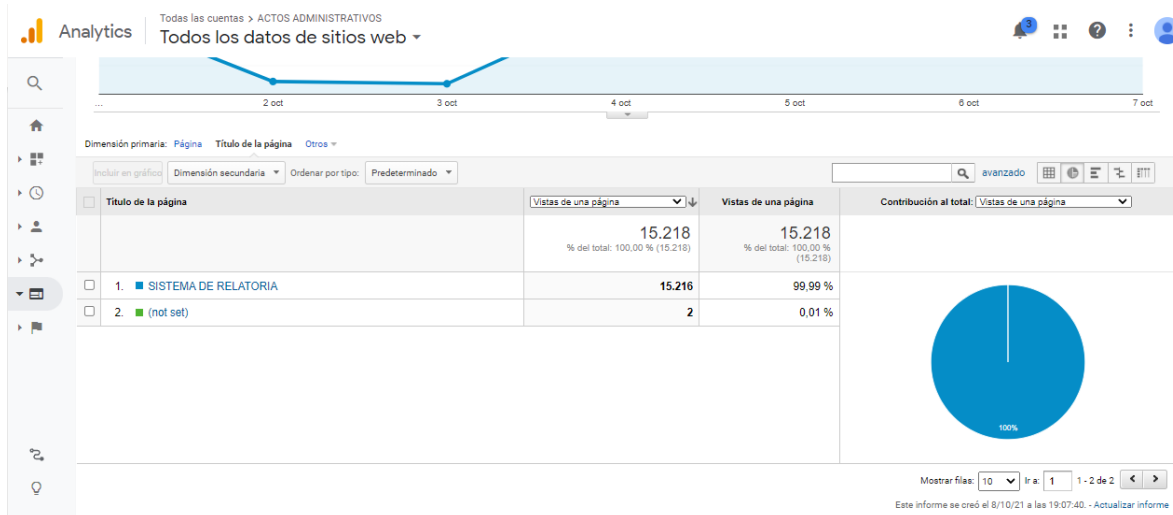 Analytics
Todas las cuentas > ACTOS ADMINISTRATIVOS
Todos los datos de sitios web
3
...
2 oct
3 oct
4 oct
5 oct
6 oct
7 oct
Dimensión primaria: Página Título de la página Otros
Incluir en gráfico Dimensión secundaria Ordenar por tipo: Predeterminado avanzado
Título de la página Vistas de una página Vistas de una página Contribución al total: Vistas de una página
15.218 15.218
% del total: 100,00 % (15.218) % del total: 100,00 %
(15.218)
1. SISTEMA DE RELATORIA 15.216 99,99 %
2. (not set) 2 0,01 %
100%
Mostrar filas: 10 Ir a: 1 1 - 2 de 2
Este informe se creó el 8/10/21 a las 19:07:40. - Actualizar informe